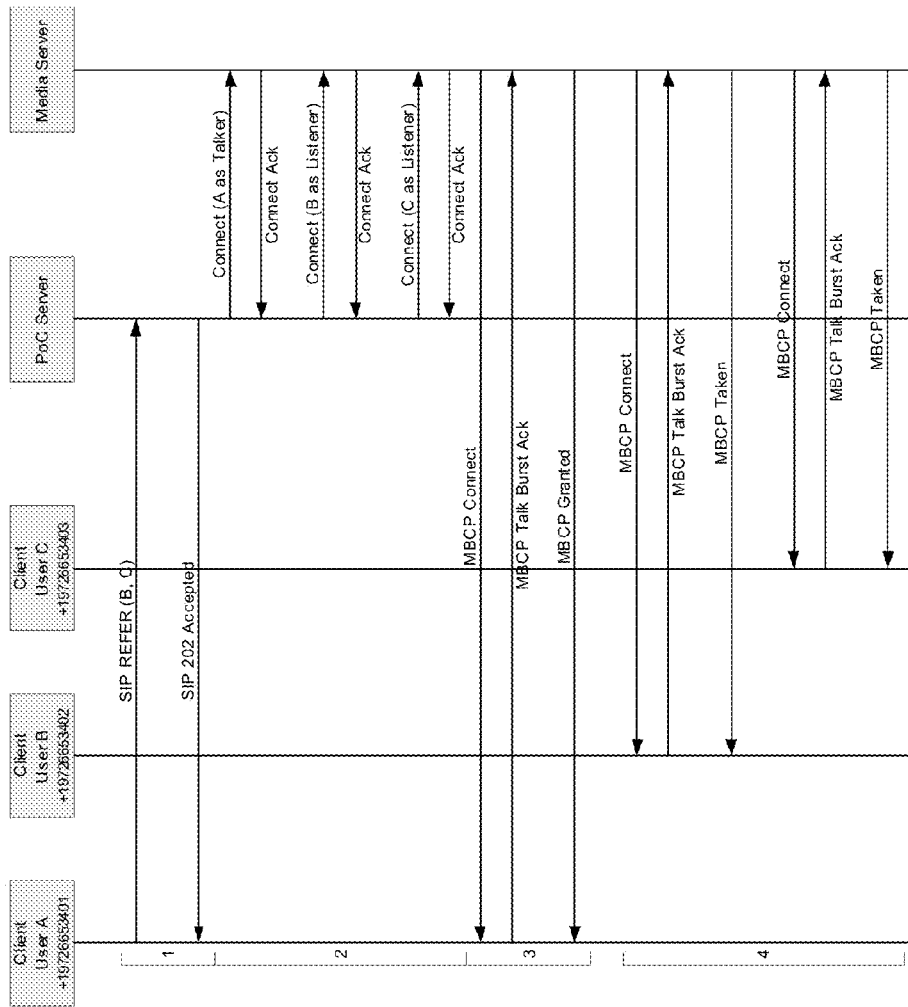 Client
User A
+19726653401
Client
User B
+19726653402
Client
User C
+19726653403
PoC Server
Media Server
1
SIP REFER (B, C)
SIP 202 Accepted
2
Connect (A as Talker)
Connect Ack
Connect (B as Listener)
Connect Ack
Connect (C as Listener)
Connect Ack
3
MBCP Connect
MBCP Talk Burst Ack
MBCP Granted
4
MBCP Connect
MBCP Talk Burst Ack
MBCP Taken
MBCP Connect
MBCP Talk Burst Ack
MBCP Taken